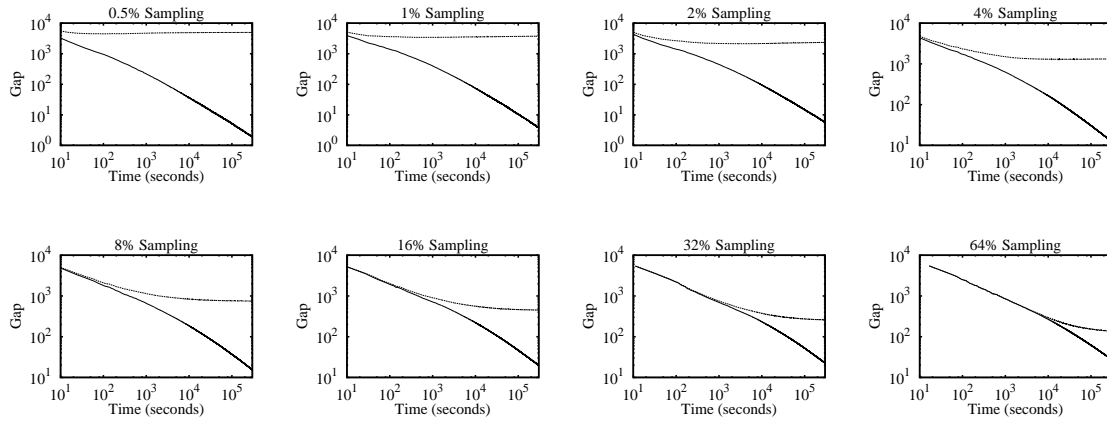 0.5% Sampling
10^4
10^3
10^2
10^1
10^0
Gap
10^1 10^2 10^3 10^4 10^5
Time (seconds)
1% Sampling
10^5
10^4
10^3
10^2
10^1
10^0
Gap
10^1 10^2 10^3 10^4 10^5
Time (seconds)
2% Sampling
10^5
10^4
10^3
10^2
10^1
10^0
Gap
10^1 10^2 10^3 10^4 10^5
Time (seconds)
4% Sampling
10^4
10^3
10^2
10^1
Gap
10^1 10^2 10^3 10^4 10^5
Time (seconds)
8% Sampling
10^4
10^3
10^2
10^1
Gap
10^1 10^2 10^3 10^4 10^5
Time (seconds)
16% Sampling
10^4
10^3
10^2
10^1
Gap
10^1 10^2 10^3 10^4 10^5
Time (seconds)
32% Sampling
10^4
10^3
10^2
10^1
Gap
10^1 10^2 10^3 10^4 10^5
Time (seconds)
64% Sampling
10^4
10^3
10^2
10^1
Gap
10^1 10^2 10^3 10^4 10^5
Time (seconds)